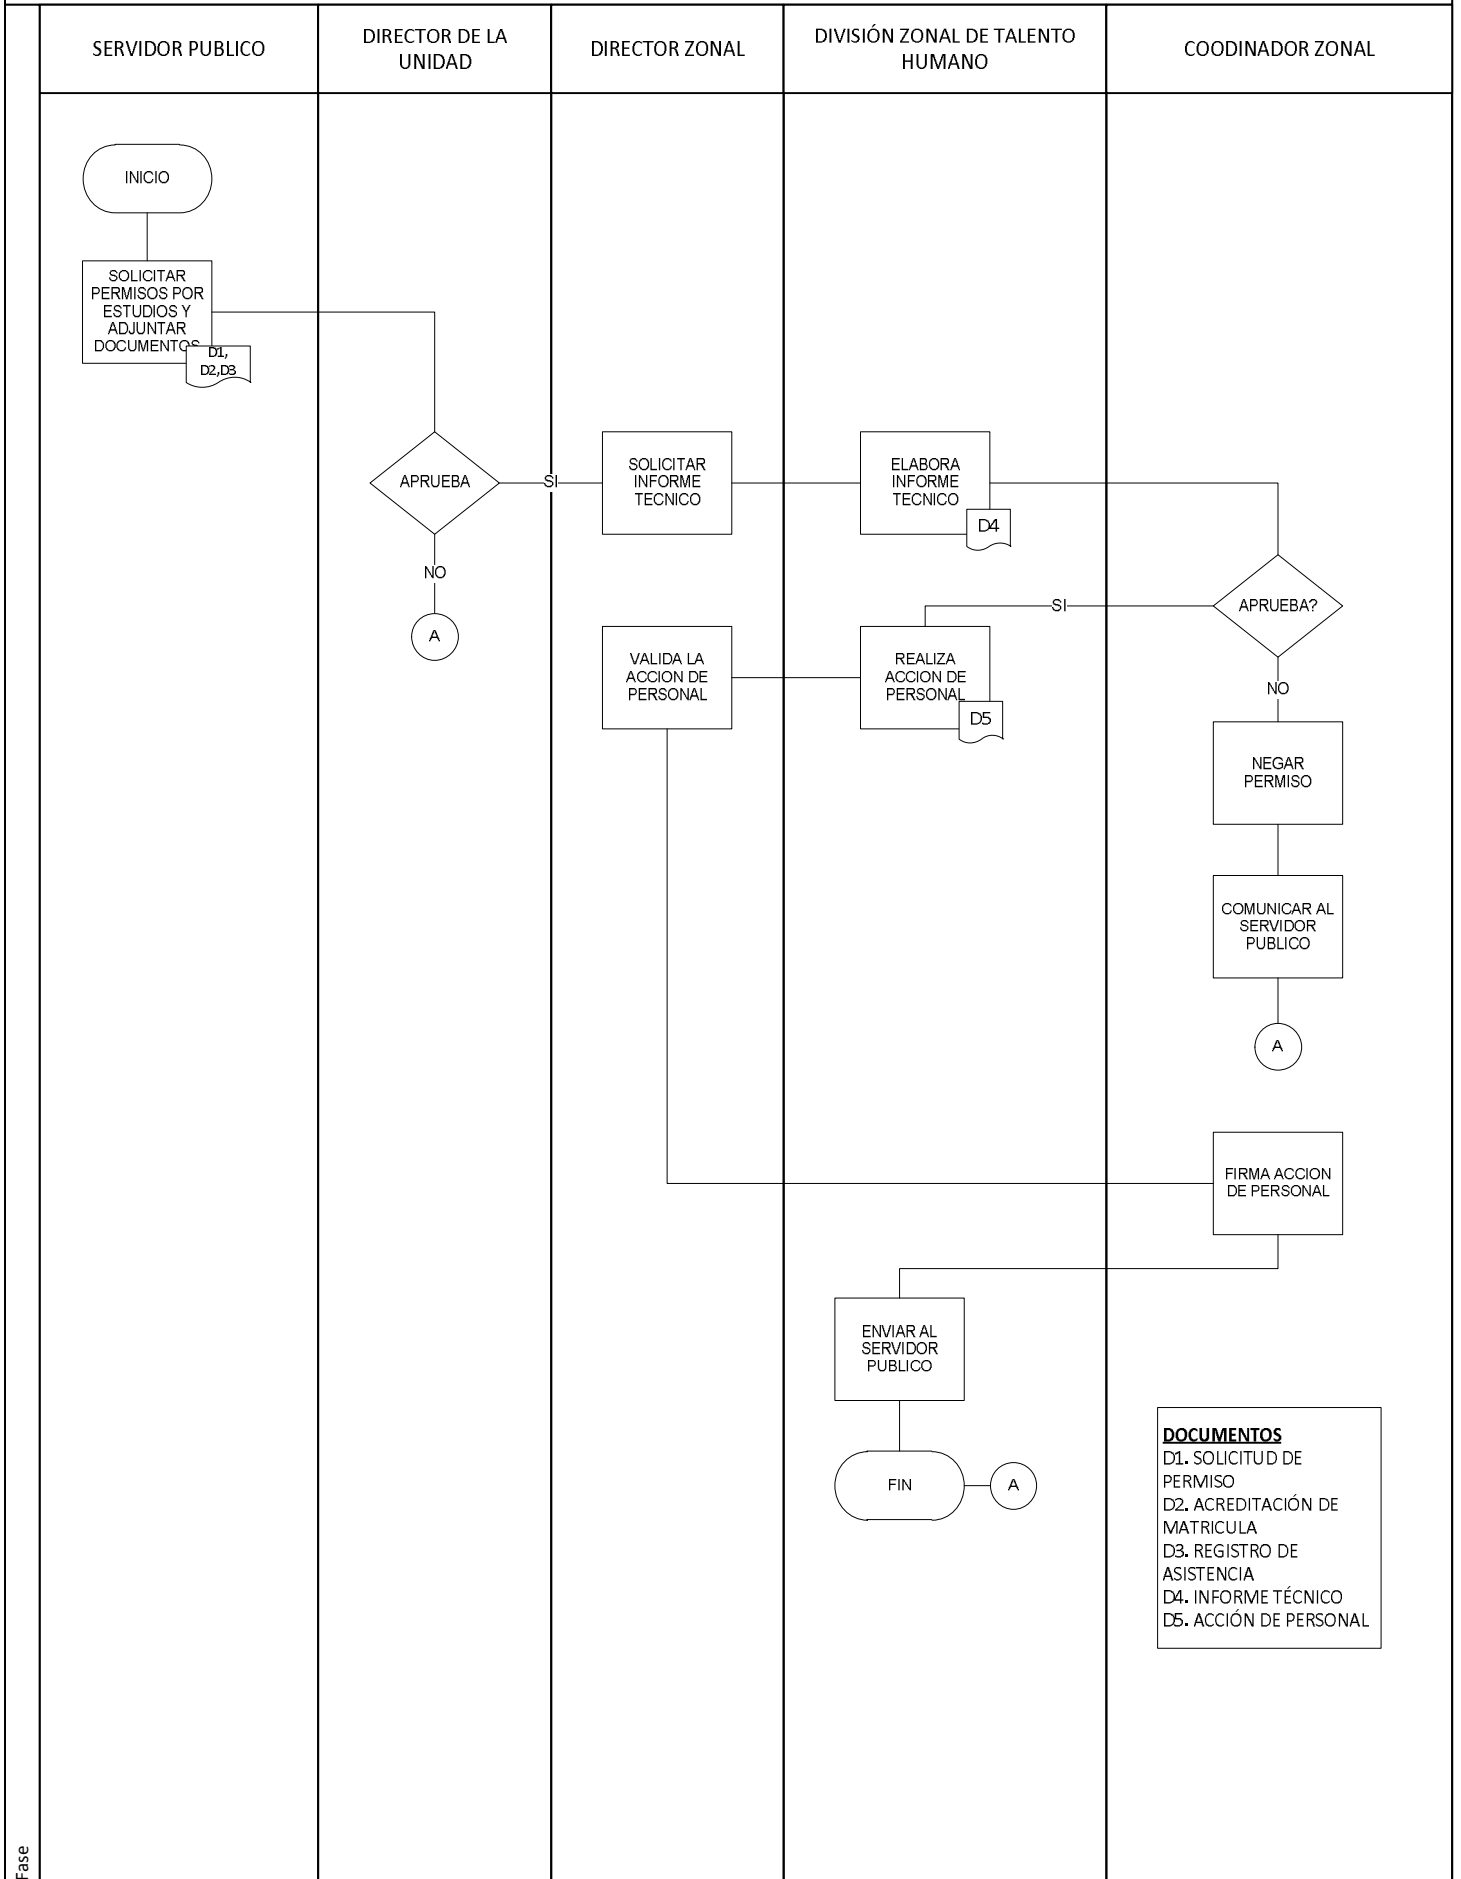 SERVIDOR PUBLICO
DIRECTOR DE LA
UNIDAD
DIRECTOR ZONAL
DIVISIÓN ZONAL DE TALENTO
HUMANO
COODINADOR ZONAL
INICIO
SOLICITAR
PERMISOS POR
ESTUDIOS Y
ADJUNTAR
DOCUMENTOS
D1,
D2,D3
APRUEBA
SI
SOLICITAR
INFORME
TECNICO
ELABORA
INFORME
TECNICO
D4
NO
A
APRUEBA?
SI
VALIDA LA
ACCION DE
PERSONAL
REALIZA
ACCION DE
PERSONAL
D5
NO
NEGAR
PERMISO
COMUNICAR AL
SERVIDOR
PUBLICO
A
FIRMA ACCION
DE PERSONAL
ENVIAR AL
SERVIDOR
PUBLICO
FIN
A
DOCUMENTOS
D1. SOLICITUD DE
PERMISO
D2. ACREDITACIÓN DE
MATRICULA
D3. REGISTRO DE
ASISTENCIA
D4. INFORME TÉCNICO
D5. ACCIÓN DE PERSONAL
Fase